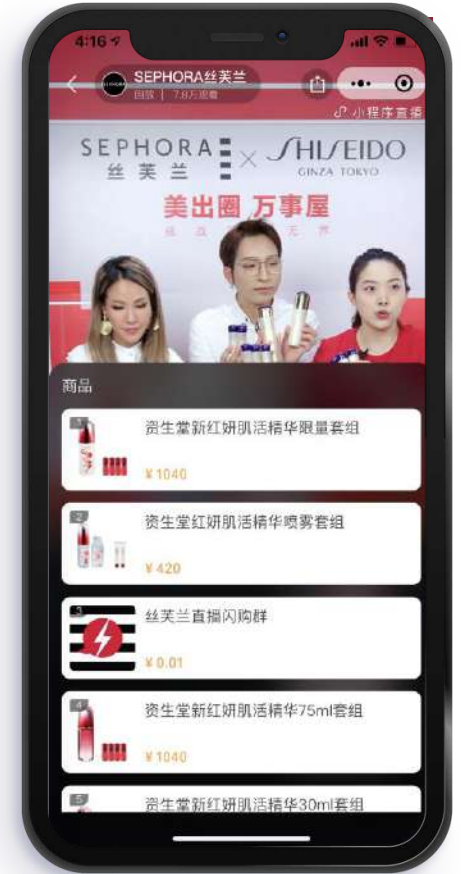 4:16
SEPHORA丝芙兰
回放 | 7.8万观看
小程序直播
SEPHORA × SHISEIDO
丝芙兰 GINZA TOKYO
美出圈 万事屋
商品
1
资生堂新红妍肌活精华限量套组
¥1040
2
资生堂红妍肌活精华喷雾套组
¥420
3
丝芙兰直播闪购群
¥0.01
4
资生堂新红妍肌活精华75ml套组
¥1040
5
资生堂新红妍肌活精华30ml套组